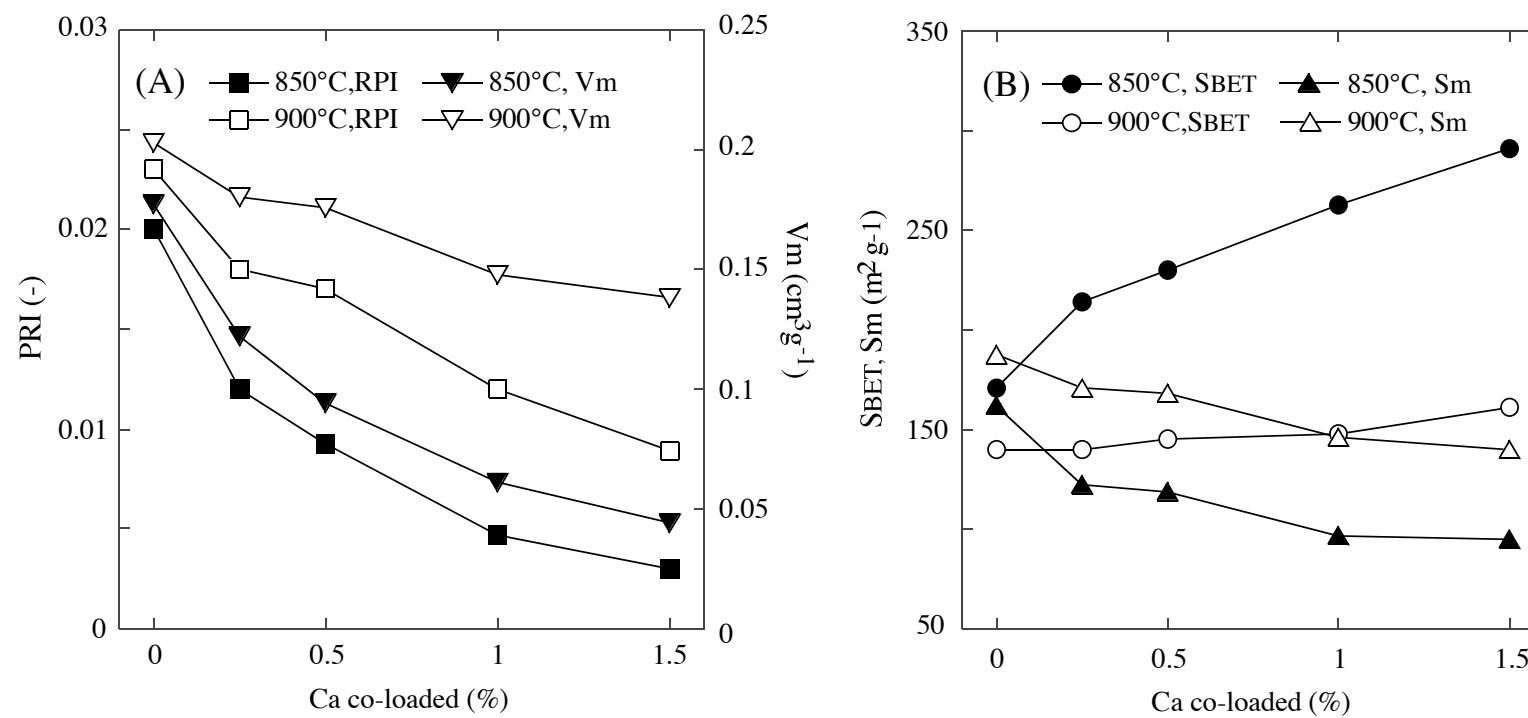 0.03
0.02
0.01
0
PRI (-)
(A)
850°C,RPI
850°C, Vm
900°C,RPI
900°C,Vm
0.25
0.2
0.15
0.1
0.05
0
Vm (cm3g-1)
0
0.5
1
1.5
Ca co-loaded (%)
350
250
150
50
SBET, Sm (m2 g-1)
(B)
850°C, SBET
850°C, Sm
900°C,SBET
900°C, Sm
0
0.5
1
1.5
Ca co-loaded (%)